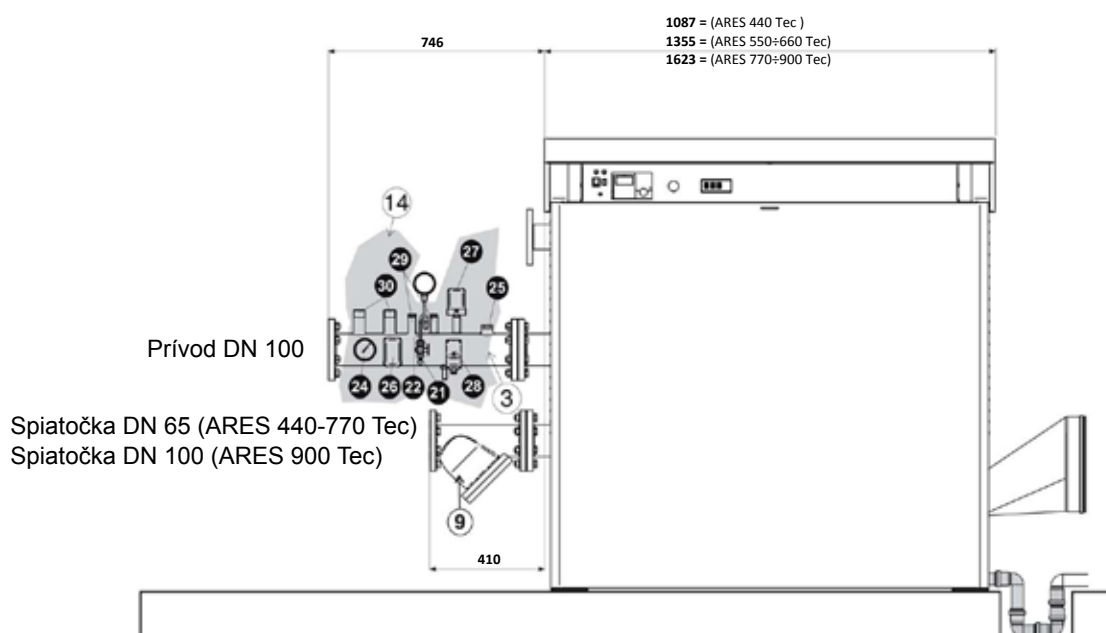 1087 = (ARES 440 Tec )
746
1355 = (ARES 550÷660 Tec)
1623 = (ARES 770÷900 Tec)
14
29
27
30
25
Prívod DN 100
24
26
22
21
28
3
Spiatočka DN 65 (ARES 440-770 Tec)
Spiatočka DN 100 (ARES 900 Tec)
9
410